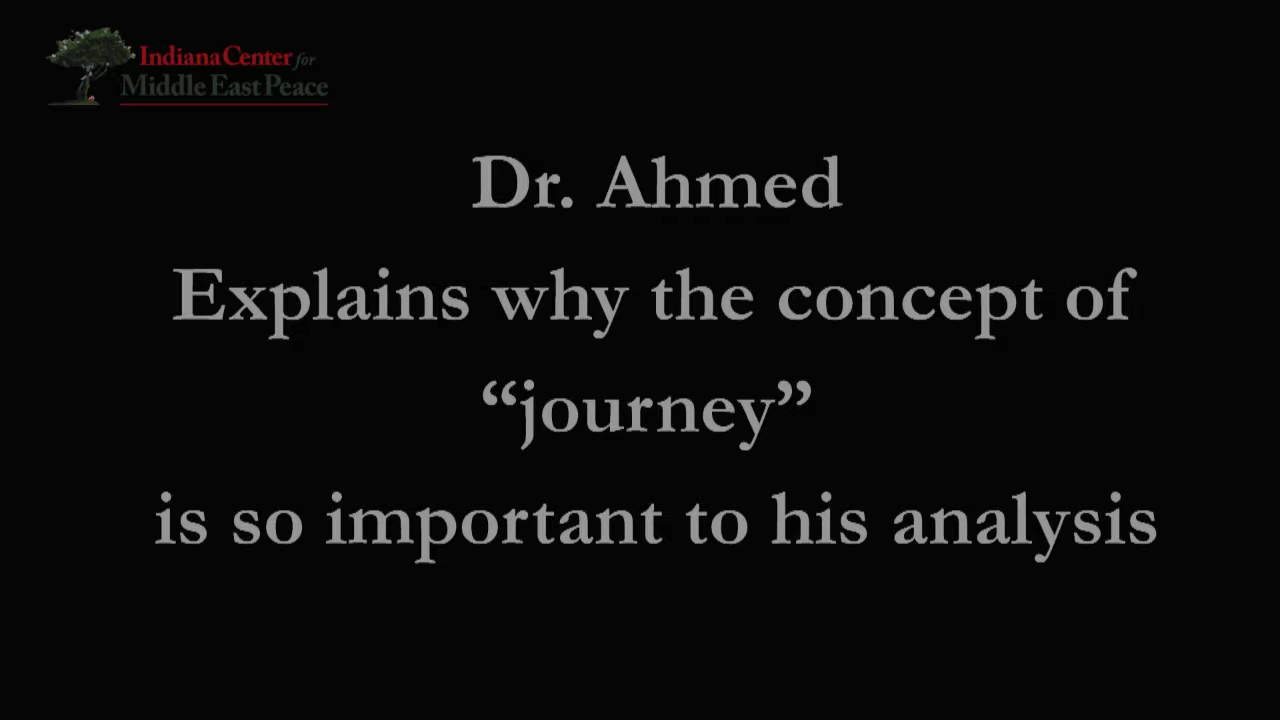 Indiana Center for
Middle East Peace
Dr. Ahmed
Explains why the concept of
“journey”
is so important to his analysis